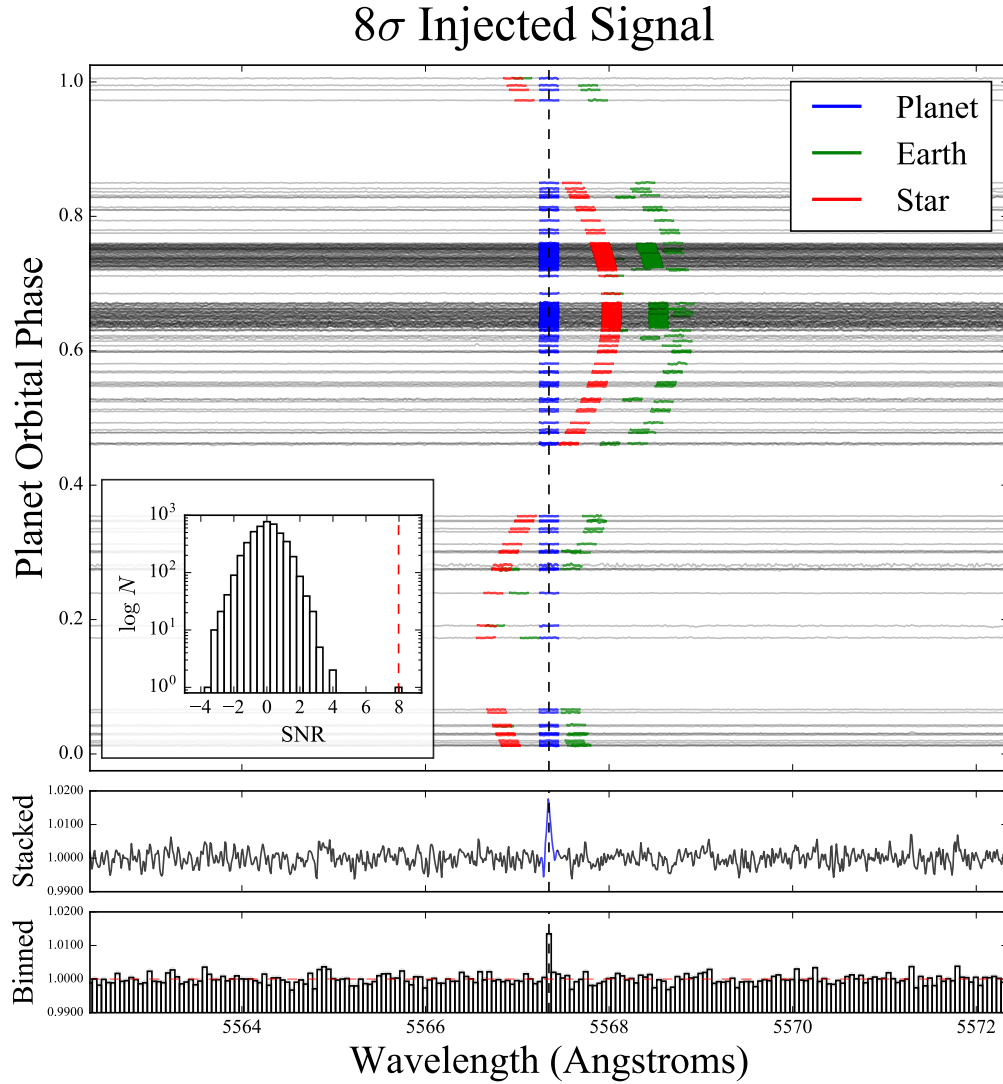 8σ Injected Signal
Planet
Earth
Star
Planet Orbital Phase
1.0
0.8
0.6
0.4
0.2
0.0
log N
10³
10²
10¹
10⁰
−4 −2 0 2 4 6 8
SNR
Stacked
1.0200
1.0100
1.0000
0.9900
Binned
1.0200
1.0100
1.0000
0.9900
5564 5566 5568 5570 5572
Wavelength (Angstroms)